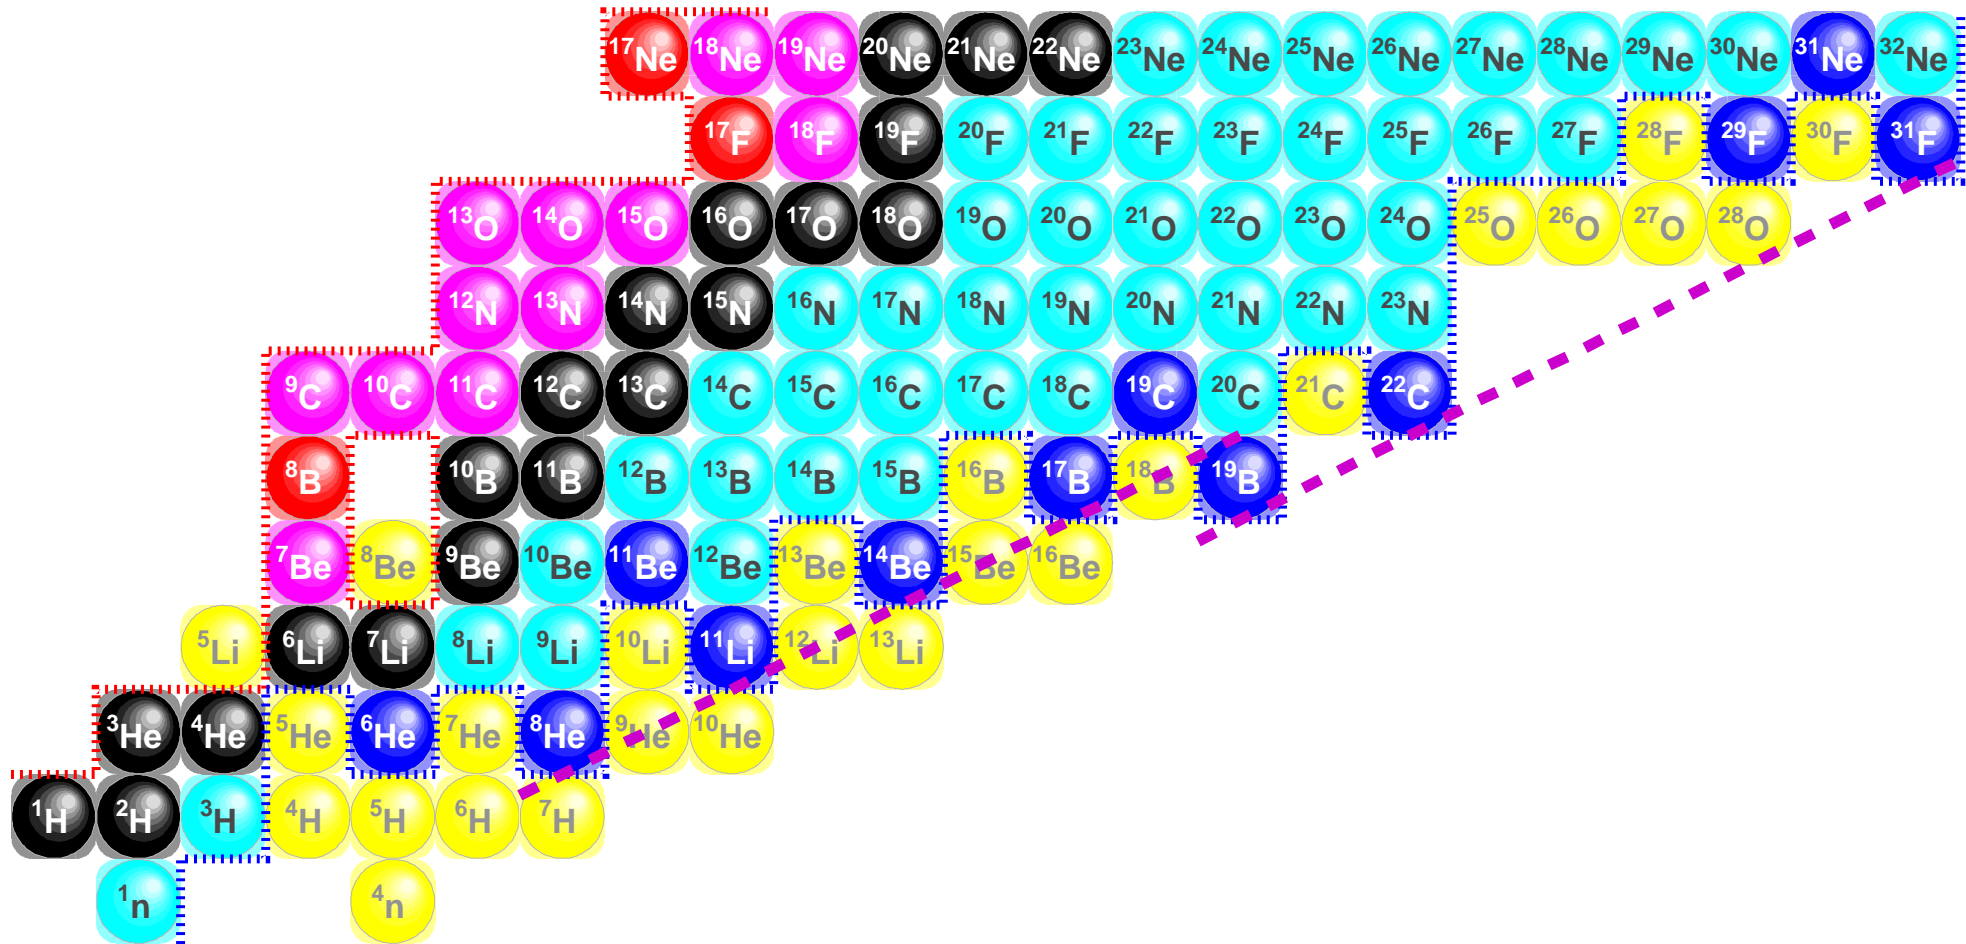 ¹⁷Ne ¹⁸Ne ¹⁹Ne ²⁰Ne ²¹Ne ²²Ne ²³Ne ²⁴Ne ²⁵Ne ²⁶Ne ²⁷Ne ²⁸Ne ²⁹Ne ³⁰Ne ³¹Ne ³²Ne
¹⁷F ¹⁸F ¹⁹F ²⁰F ²¹F ²²F ²³F ²⁴F ²⁵F ²⁶F ²⁷F ²⁸F ²⁹F ³⁰F ³¹F
¹³O ¹⁴O ¹⁵O ¹⁶O ¹⁷O ¹⁸O ¹⁹O ²⁰O ²¹O ²²O ²³O ²⁴O ²⁵O ²⁶O ²⁷O ²⁸O
¹²N ¹³N ¹⁴N ¹⁵N ¹⁶N ¹⁷N ¹⁸N ¹⁹N ²⁰N ²¹N ²²N ²³N
⁹C ¹⁰C ¹¹C ¹²C ¹³C ¹⁴C ¹⁵C ¹⁶C ¹⁷C ¹⁸C ¹⁹C ²⁰C ²¹C ²²C
⁸B ¹⁰B ¹¹B ¹²B ¹³B ¹⁴B ¹⁵B ¹⁶B ¹⁷B ¹⁸B ¹⁹B
⁷Be ⁸Be ⁹Be ¹⁰Be ¹¹Be ¹²Be ¹³Be ¹⁴Be ¹⁵Be ¹⁶Be
⁵Li ⁶Li ⁷Li ⁸Li ⁹Li ¹⁰Li ¹¹Li ¹²Li ¹³Li
³He ⁴He ⁵He ⁶He ⁷He ⁸He ⁹He ¹⁰He
¹H ²H ³H ⁴H ⁵H ⁶H ⁷H
¹n ⁴n